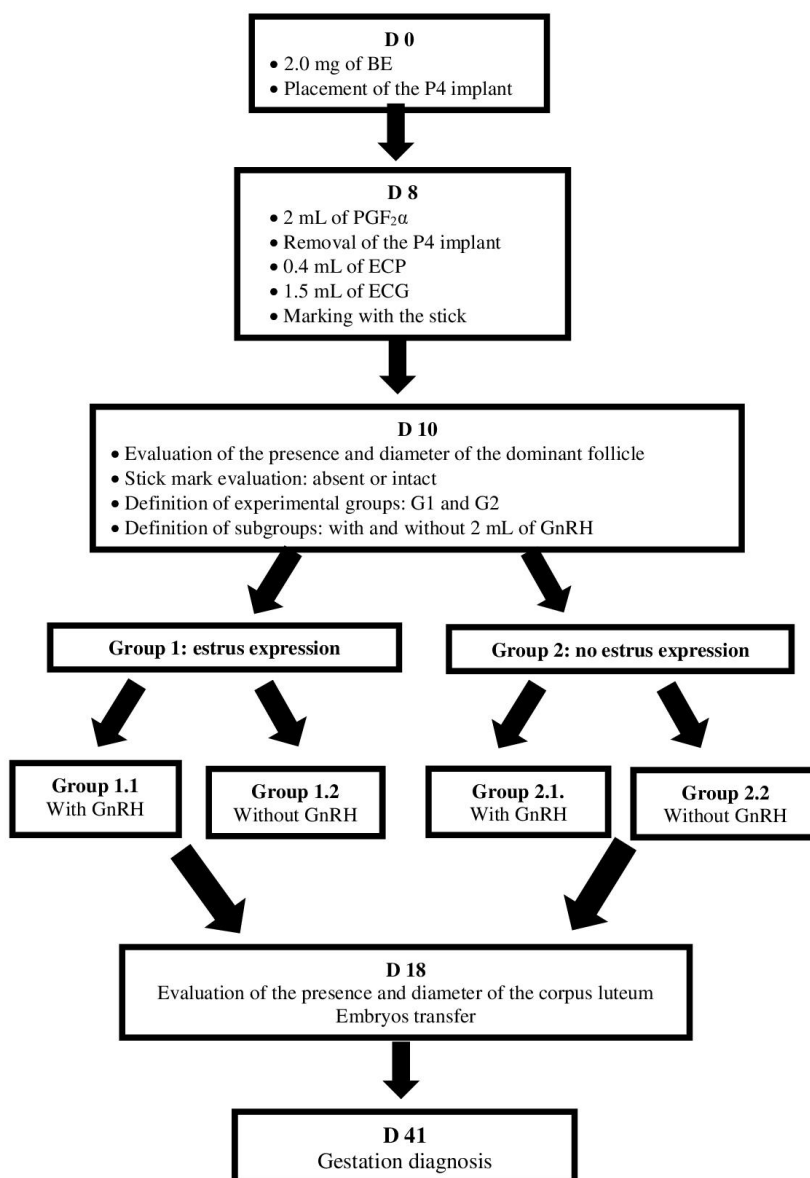 D 0
• 2.0 mg of BE
• Placement of the P4 implant
D 8
• 2 mL of PGF₂α
• Removal of the P4 implant
• 0.4 mL of ECP
• 1.5 mL of ECG
• Marking with the stick
D 10
• Evaluation of the presence and diameter of the dominant follicle
• Stick mark evaluation: absent or intact
• Definition of experimental groups: G1 and G2
• Definition of subgroups: with and without 2 mL of GnRH
Group 1: estrus expression
Group 2: no estrus expression
Group 1.1
With GnRH
Group 1.2
Without GnRH
Group 2.1.
With GnRH
Group 2.2
Without GnRH
D 18
Evaluation of the presence and diameter of the corpus luteum
Embryos transfer
D 41
Gestation diagnosis